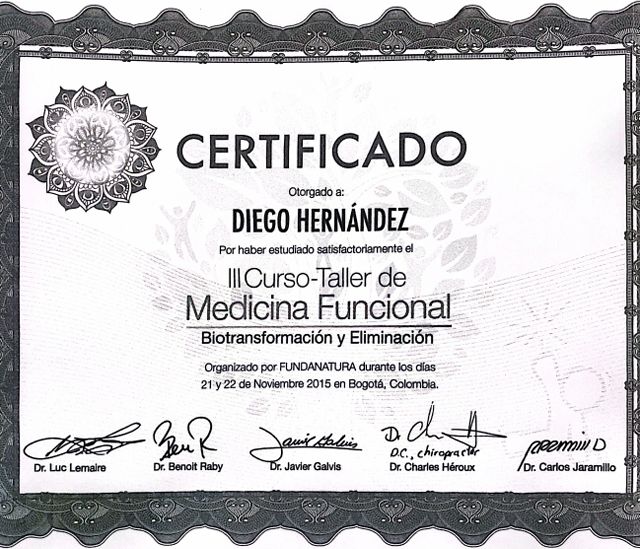 CERTIFICADO
Otorgado a:
DIEGO HERNÁNDEZ
Por haber estudiado satisfactoriamente el
III Curso-Taller de
Medicina Funcional
Biotransformación y Eliminación
Organizado por FUNDANATURA durante los días
21 y 22 de Noviembre 2015 en Bogotá, Colombia.
D.C., chiropractor
Dr. Luc Lemaire Dr. Benoit Raby Dr. Javier Galvis Dr. Charles Héroux Dr. Carlos Jaramillo